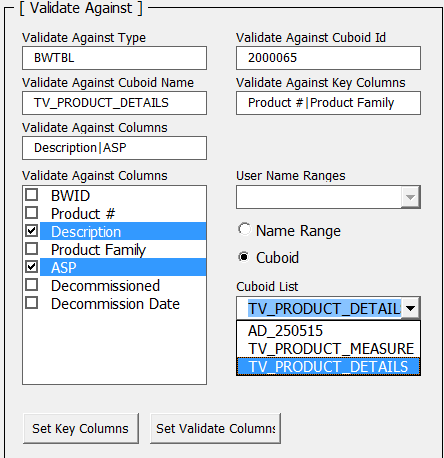 [ Validate Against ]
Validate Against Type
BWTBL
Validate Against Cuboid Id
2000065
Validate Against Cuboid Name
TV_PRODUCT_DETAILS
Validate Against Key Columns
Product #|Product Family
Validate Against Columns
Description|ASP
Validate Against Columns
BWID
Product #
Description
Product Family
ASP
Decommissioned
Decommission Date
User Name Ranges
Name Range
Cuboid
Cuboid List
TV_PRODUCT_DETAIL
AD_250515
TV_PRODUCT_MEASURE
TV_PRODUCT_DETAILS
Set Key Columns
Set Validate Columns